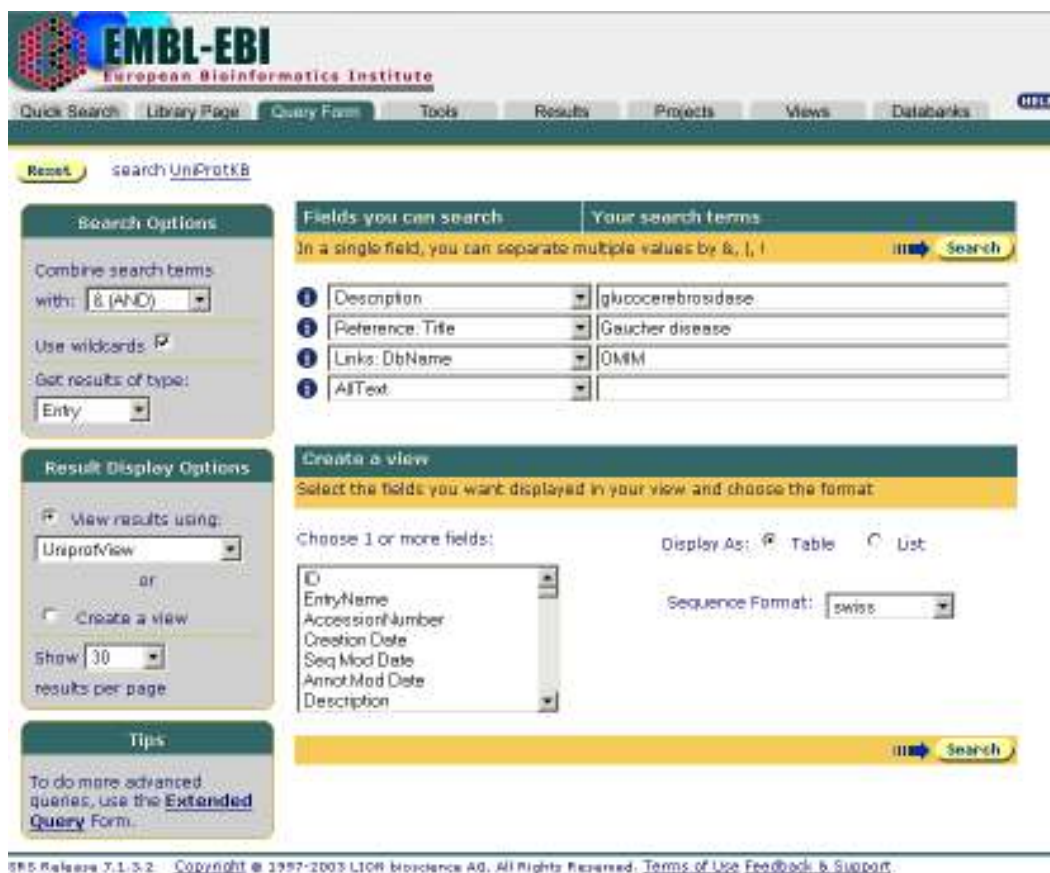 EMBL-EBI
European Bioinformatics Institute
Quick Search Library Page Query Form Tools Results Projects Views Databanks HELP
Reset search UniProtKB
Search Options
Combine search terms
with: & (AND)
Use wildcards
Get results of type:
Entry
Result Display Options
View results using:
UniprotView
or
Create a view
Show 30
results per page
Tips
To do more advanced
queries, use the Extended
Query Form.
Fields you can search Your search terms
In a single field, you can separate multiple values by &, |, ! Search
Description glucocerebrosidase
Reference: Title Gaucher disease
Links: DbName OMIM
AllText
Create a view
Select the fields you want displayed in your view and choose the format
Choose 1 or more fields: Display As: Table List
ID
EntryName
AccessionNumber
Creation Date
Seq Mod Date
Annot Mod Date
Description
Sequence Format: swiss
Search
SRS Release 7.1.3.2 Copyright © 1997-2003 LION bioscience AG. All Rights Reserved. Terms of Use Feedback & Support